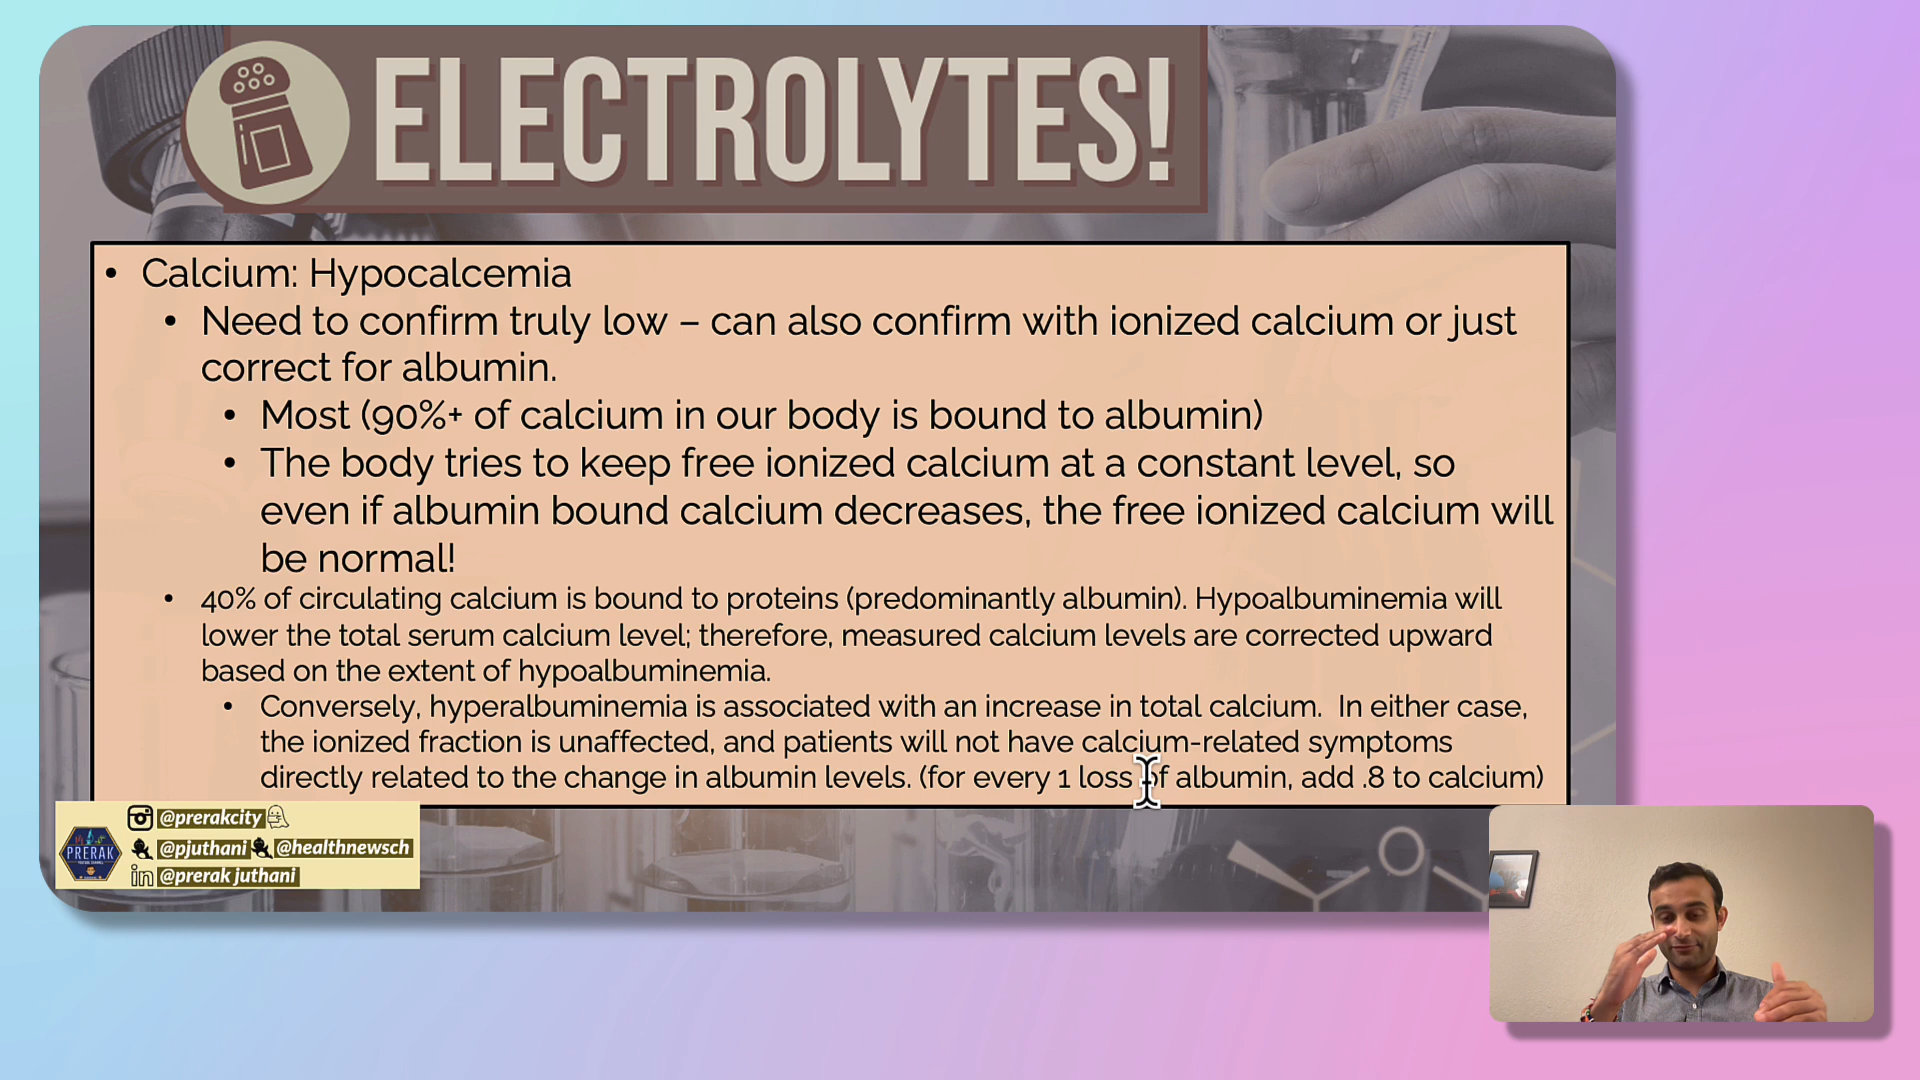 ELECTROLYTES!
• Calcium: Hypocalcemia
• Need to confirm truly low – can also confirm with ionized calcium or just
correct for albumin.
• Most (90%+ of calcium in our body is bound to albumin)
• The body tries to keep free ionized calcium at a constant level, so
even if albumin bound calcium decreases, the free ionized calcium will
be normal!
• 40% of circulating calcium is bound to proteins (predominantly albumin). Hypoalbuminemia will
lower the total serum calcium level; therefore, measured calcium levels are corrected upward
based on the extent of hypoalbuminemia.
• Conversely, hyperalbuminemia is associated with an increase in total calcium. In either case,
the ionized fraction is unaffected, and patients will not have calcium-related symptoms
directly related to the change in albumin levels. (for every 1 loss of albumin, add .8 to calcium)
@prerakcity
PRERAK
@pjuthani @healthnewsch
in @prerak juthani
O